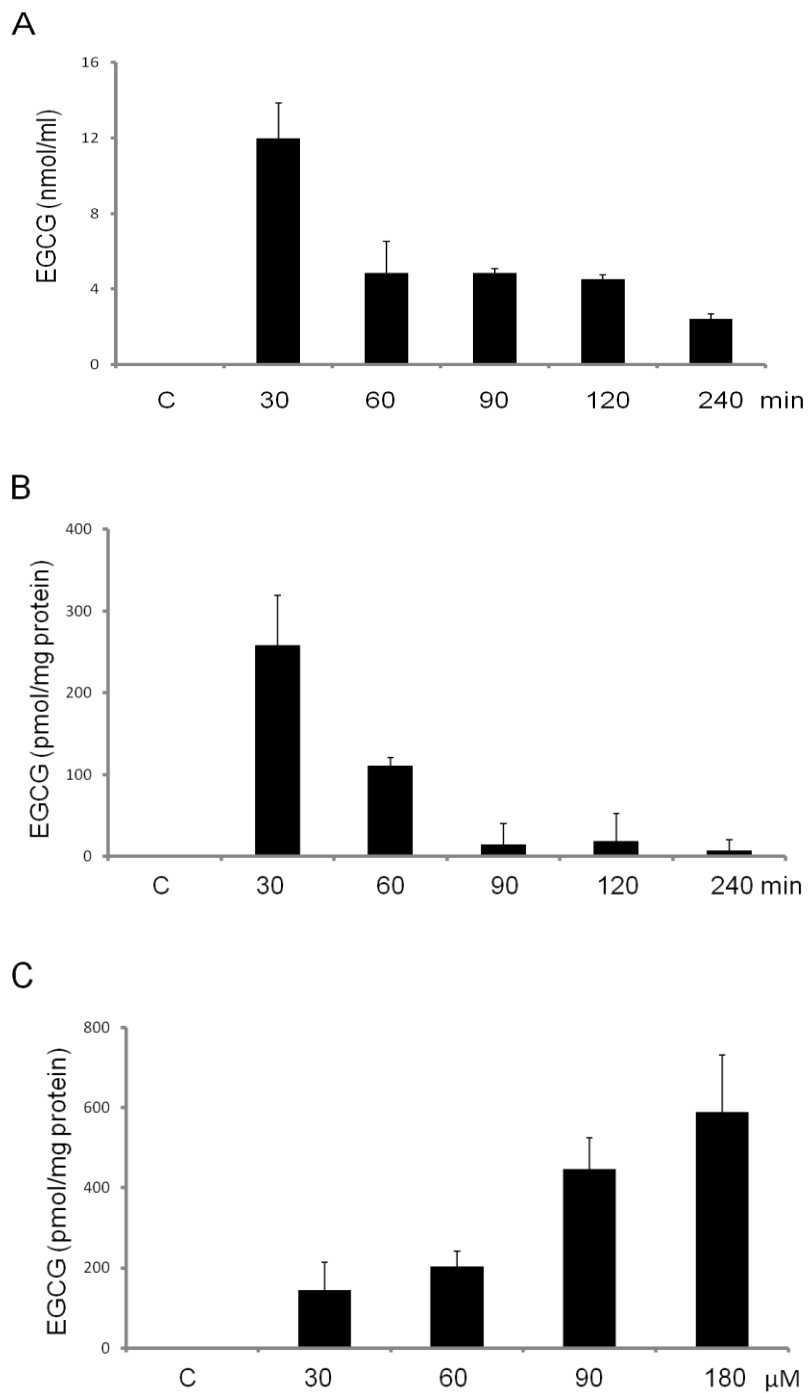 A
EGCG (nmol/ml)
16
12
8
4
0
C 30 60 90 120 240 min
B
EGCG (pmol/mg protein)
400
300
200
100
0
C 30 60 90 120 240 min
C
EGCG (pmol/mg protein)
800
600
400
200
0
C 30 60 90 180 µM